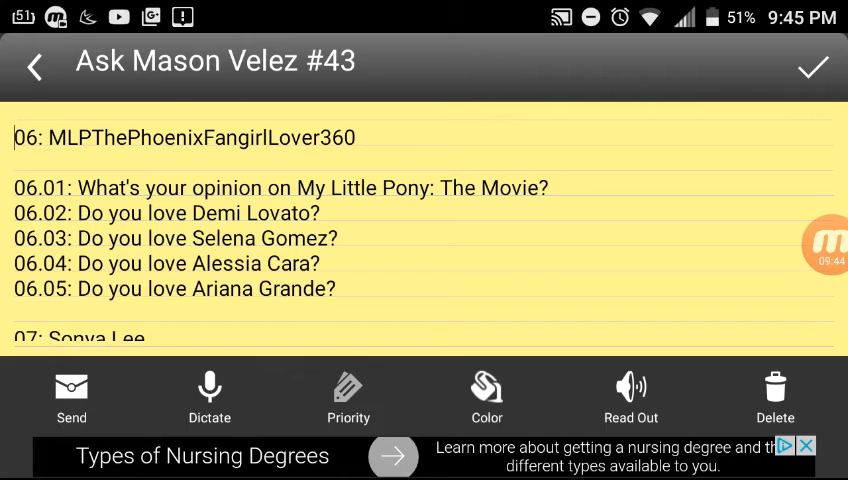 51 51% 9:45 PM
Ask Mason Velez #43
06: MLPThePhoenixFangirlLover360
06.01: What's your opinion on My Little Pony: The Movie?
06.02: Do you love Demi Lovato?
06.03: Do you love Selena Gomez?
06.04: Do you love Alessia Cara?
06.05: Do you love Ariana Grande?
07: Sonya Lee
09:44
Send Dictate Priority Color Read Out Delete
Types of Nursing Degrees
Learn more about getting a nursing degree and th
different types available to you.